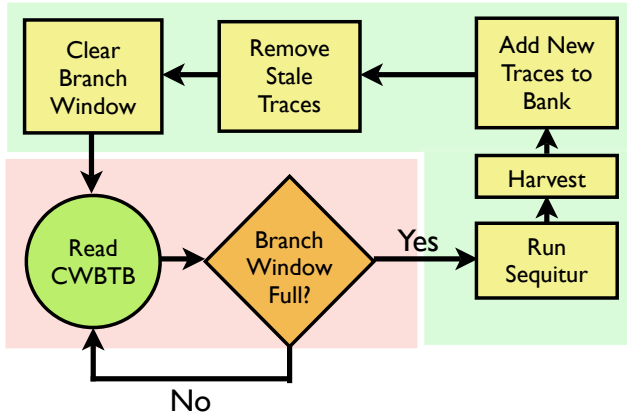 Clear
Branch
Window
Remove
Stale
Traces
Add New
Traces to
Bank
Harvest
Read
CWBTB
Branch
Window
Full?
Yes
Run
Sequitur
No